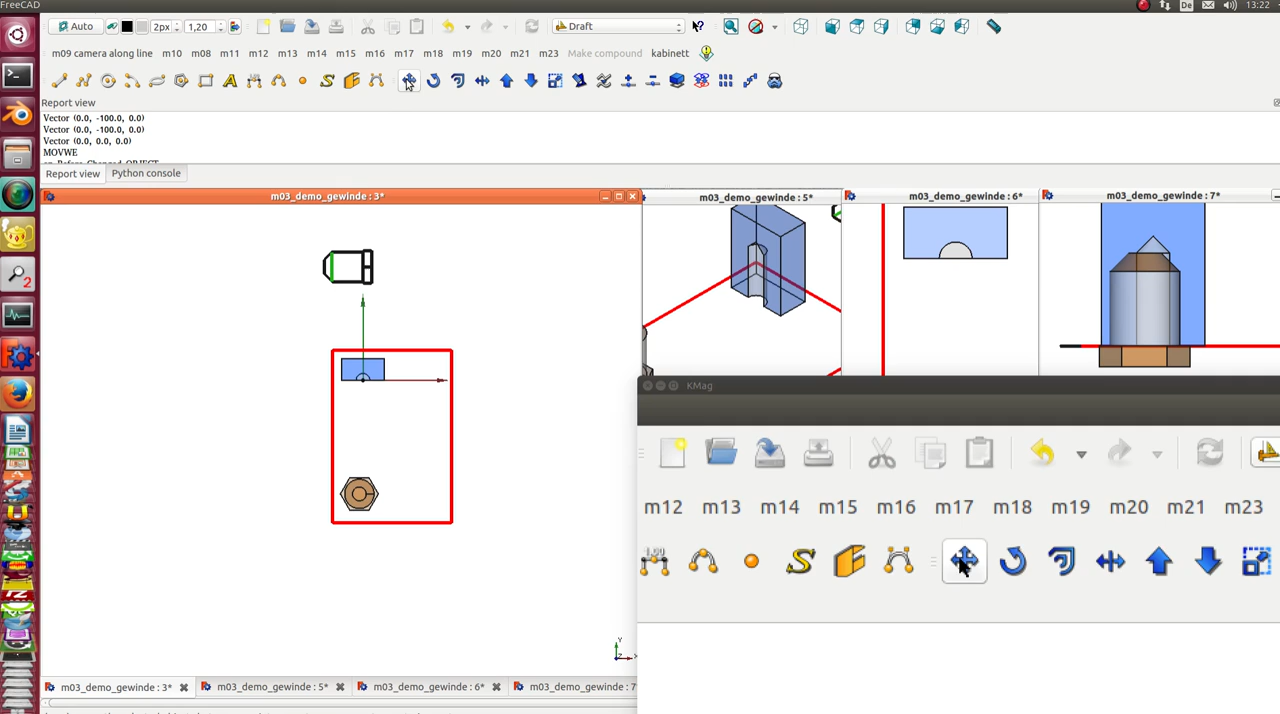 FreeCAD
De 13:22
Auto 2px 1,20 Draft
m09 camera along line m10 m08 m11 m12 m13 m14 m15 m16 m17 m18 m19 m20 m21 m23 Make compound kabinett
Report view
Vector (0.0, -100.0, 0.0)
Vector (0.0, -100.0, 0.0)
Vector (0.0, 0.0, 0.0)
MOVWE
Report view Python console
m03_demo_gewinde : 3*
m03_demo_gewinde : 5*
m03_demo_gewinde : 6*
m03_demo_gewinde : 7*
KMag
m12 m13 m14 m15 m16 m17 m18 m19 m20 m21 m23
1.00
Y
m03_demo_gewinde : 3* m03_demo_gewinde : 5* m03_demo_gewinde : 6* m03_demo_gewinde : 7